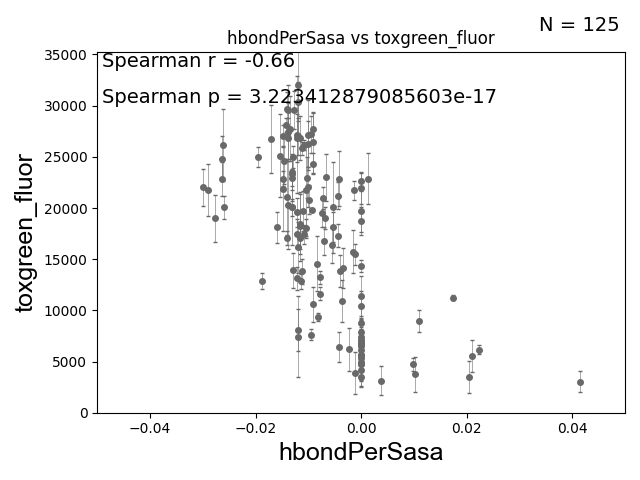 N = 125
hbondPerSasa vs toxgreen_fluor
Spearman r = -0.66
Spearman p = 3.223412879085603e-17
35000
30000
25000
20000
15000
10000
5000
0
toxgreen_fluor
−0.04
−0.02
0.00
0.02
0.04
hbondPerSasa